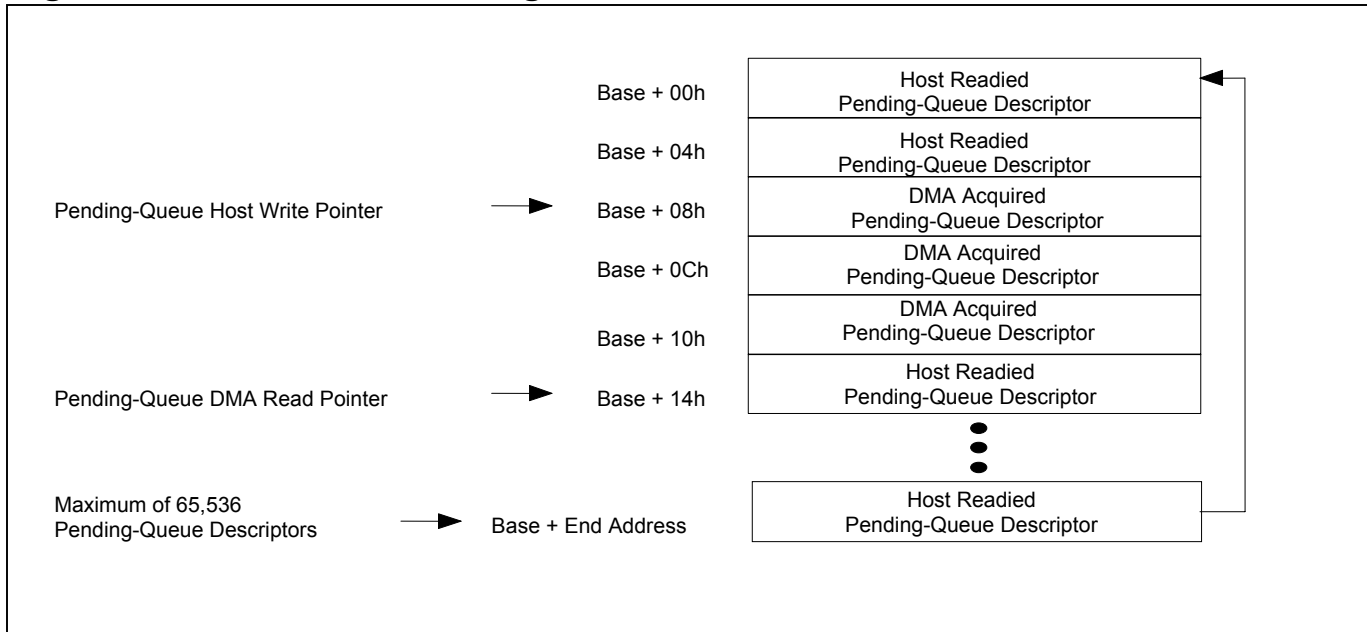 Base + 00h
Host Readied
Pending-Queue Descriptor
Base + 04h
Host Readied
Pending-Queue Descriptor
Pending-Queue Host Write Pointer
Base + 08h
DMA Acquired
Pending-Queue Descriptor
Base + 0Ch
DMA Acquired
Pending-Queue Descriptor
Base + 10h
DMA Acquired
Pending-Queue Descriptor
Pending-Queue DMA Read Pointer
Base + 14h
Host Readied
Pending-Queue Descriptor
Maximum of 65,536
Pending-Queue Descriptors
Base + End Address
Host Readied
Pending-Queue Descriptor